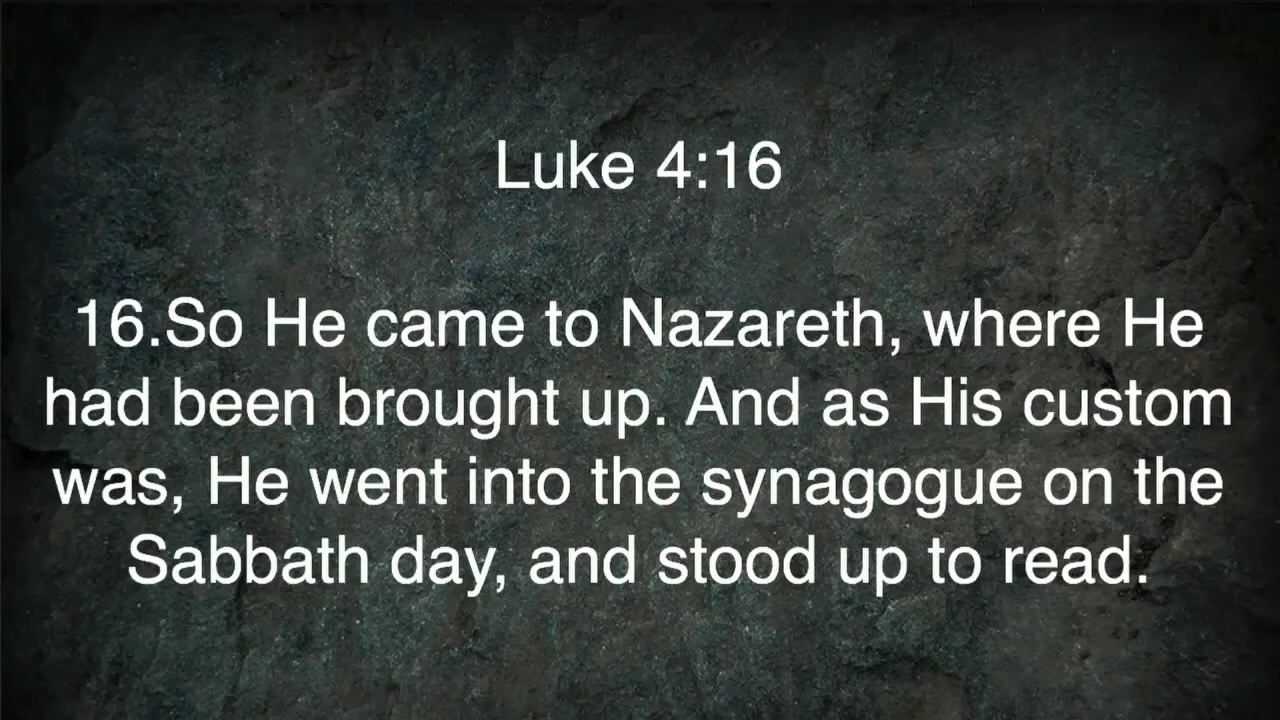 Luke 4:16
16.So He came to Nazareth, where He
had been brought up. And as His custom
was, He went into the synagogue on the
Sabbath day, and stood up to read.